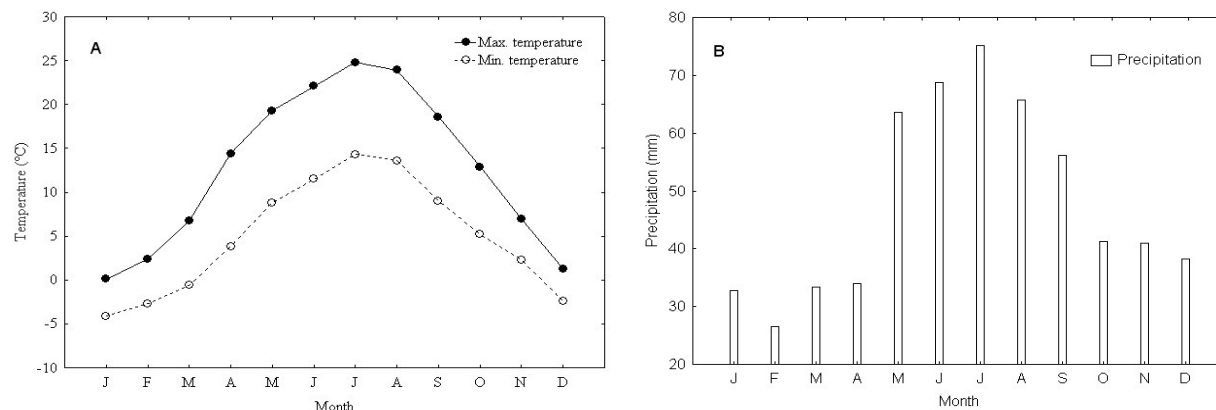 A
Max. temperature
Min. temperature
30
25
20
15
10
5
0
-5
-10
Temperature (°C)
J F M A M J J A S O N D
Month
B
Precipitation
80
70
60
50
40
30
20
Precipitation (mm)
J F M A M J J A S O N D
Month